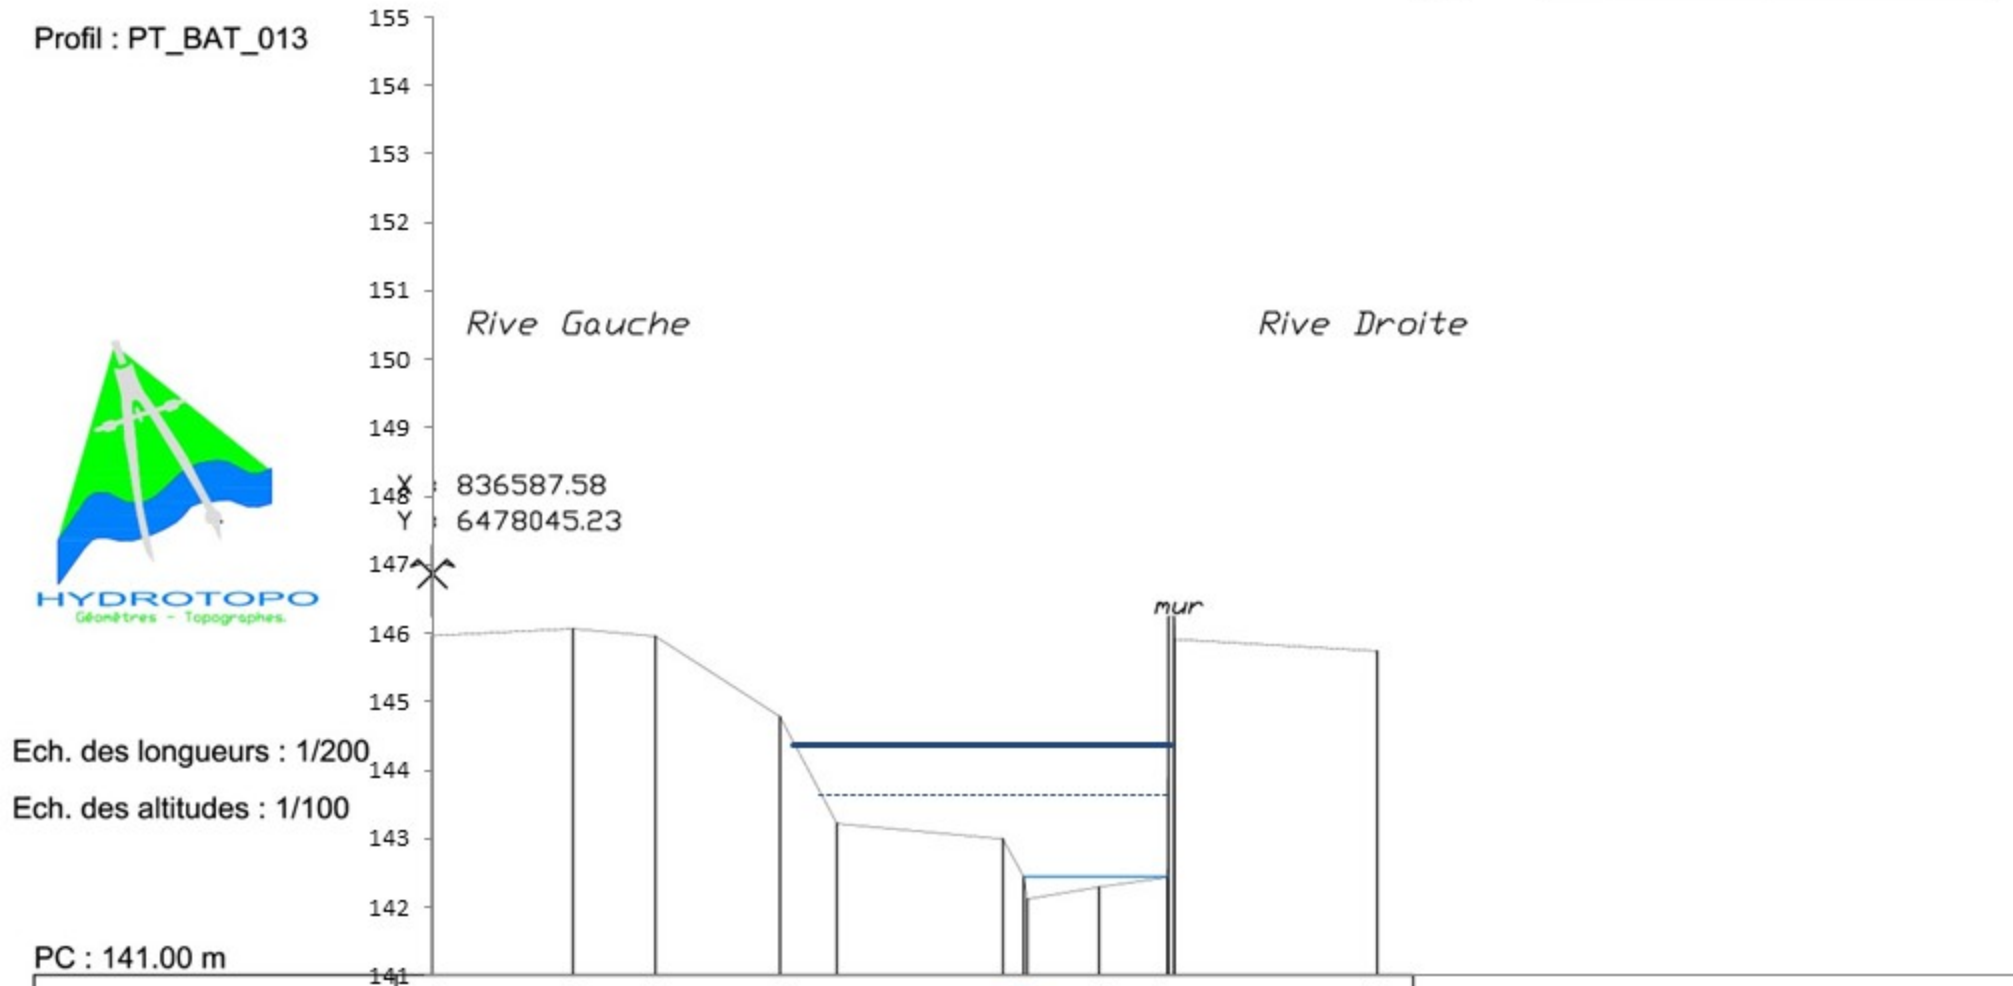 Profil : PT_BAT_013
155
154
153
152
151
Rive Gauche
Rive Droite
150
149
X : 836587.58
148
Y : 6478045.23
147
HYDROTOPO
Géomètres - Topographes.
mur
146
145
Ech. des longueurs : 1/200
144
Ech. des altitudes : 1/100
143
142
PC : 141.00 m
141